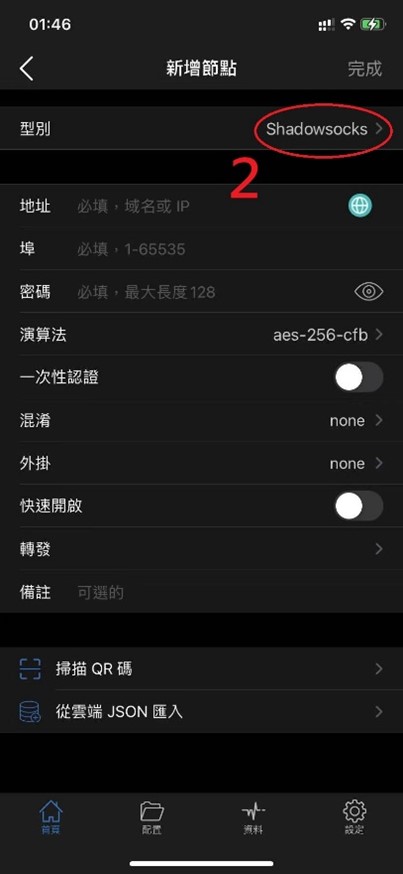 01:46
新增節點
完成
型別 Shadowsocks
2
地址 必填，域名或 IP
埠 必填，1-65535
密碼 必填，最大長度128
演算法 aes-256-cfb
一次性認證
混淆 none
外掛 none
快速開啟
轉發
備註 可選的
掃描 QR 碼
從雲端 JSON 匯入
首頁 配置 資料 設定